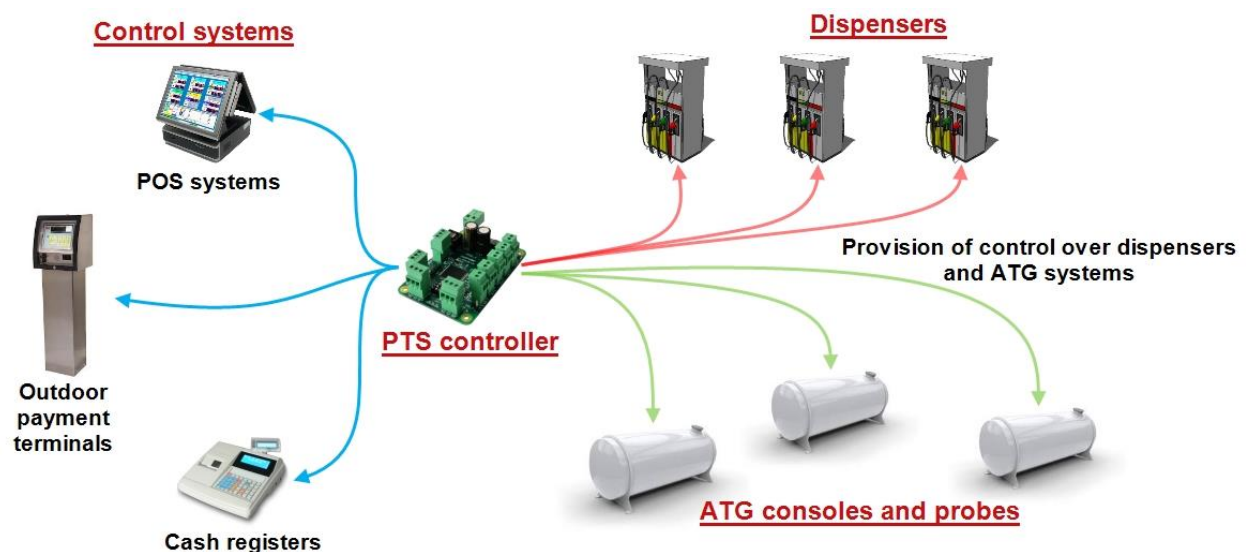 Control systems
Dispensers
POS systems
Provision of control over dispensers
and ATG systems
PTS controller
Outdoor
payment
terminals
ATG consoles and probes
Cash registers